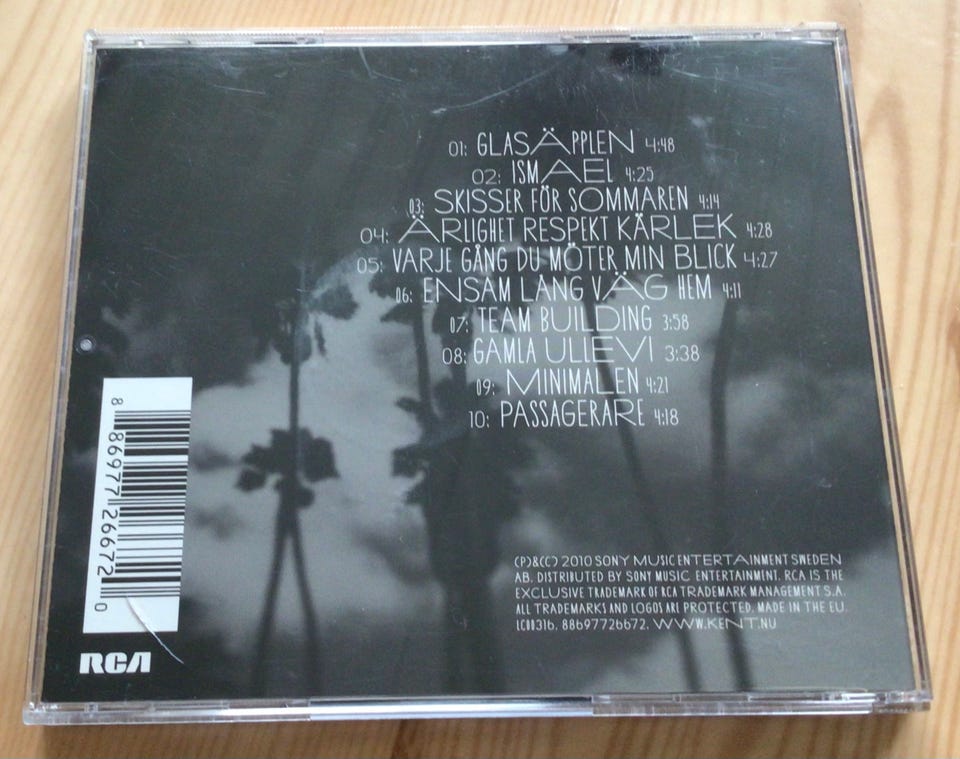 01: GLASÄPPLEN 4:48
02: ISMAEL 4:25
03: SKISSER FÖR SOMMAREN 4:14
04: ÄRLIGHET RESPEKT KÄRLEK 4:28
05: VARJE GÅNG DU MÖTER MIN BLICK 4:27
06: ENSAM LÅNG VÄG HEM 4:11
07: TEAM BUILDING 3:58
08: GAMLA ULLEVI 3:38
09: MINIMALEN 4:21
10: PASSAGERARE 4:18
8 86977 26672 0
RCA
(P)&(C) 2010 SONY MUSIC ENTERTAINMENT SWEDEN
AB. DISTRIBUTED BY SONY MUSIC ENTERTAINMENT. RCA IS THE
EXCLUSIVE TRADEMARK OF RCA TRADEMARK MANAGEMENT S.A.
ALL TRADEMARKS AND LOGOS ARE PROTECTED. MADE IN THE EU.
LC00316. 88697726672. WWW.KENT.NU